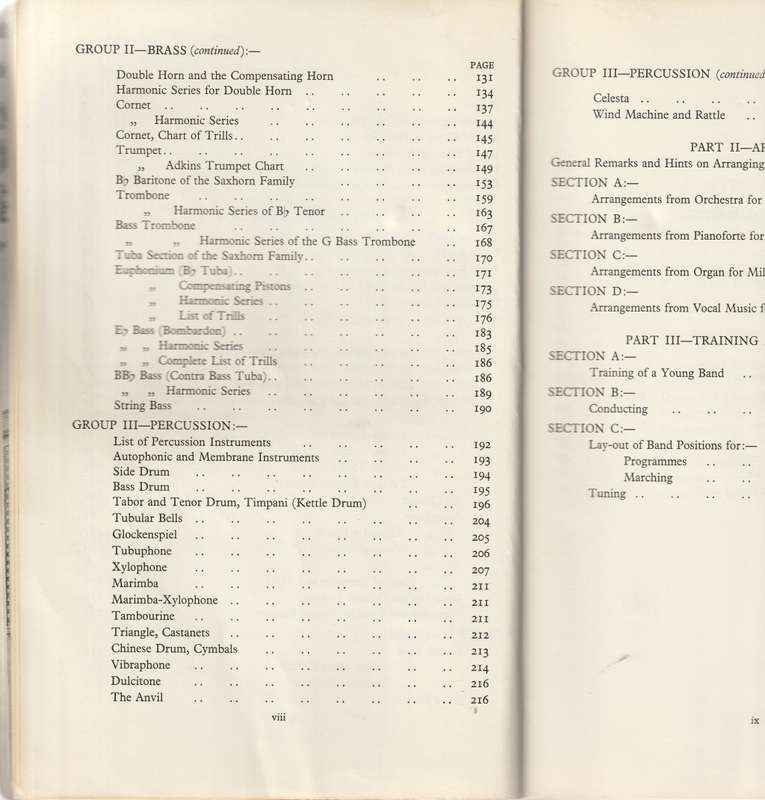 GROUP II—BRASS (continued):—
PAGE
Double Horn and the Compensating Horn .. .. .. 131
Harmonic Series for Double Horn .. .. .. .. .. 134
Cornet .. .. .. .. .. .. .. .. .. 137
„ Harmonic Series .. .. .. .. .. .. 144
Cornet, Chart of Trills .. .. .. .. .. .. .. 145
Trumpet .. .. .. .. .. .. .. .. .. 147
„ Adkins Trumpet Chart .. .. .. .. .. 149
B♭ Baritone of the Saxhorn Family .. .. .. .. 153
Trombone .. .. .. .. .. .. .. .. 159
„ Harmonic Series of B♭ Tenor .. .. .. .. 163
Bass Trombone .. .. .. .. .. .. .. 167
„ „ Harmonic Series of the G Bass Trombone .. 168
Tuba Section of the Saxhorn Family .. .. .. .. .. 170
Euphonium (B♭ Tuba) .. .. .. .. .. .. .. 171
„ Compensating Pistons .. .. .. .. .. 173
„ Harmonic Series .. .. .. .. .. .. 175
„ List of Trills .. .. .. .. .. .. 176
E♭ Bass (Bombardon) .. .. .. .. .. .. .. 183
„ „ Harmonic Series .. .. .. .. .. .. 185
„ „ Complete List of Trills .. .. .. .. .. 186
BB♭ Bass (Contra Bass Tuba) .. .. .. .. .. .. 186
„ „ Harmonic Series .. .. .. .. .. .. 189
String Bass .. .. .. .. .. .. .. .. 190
GROUP III—PERCUSSION:—
List of Percussion Instruments .. .. .. .. .. 192
Autophonic and Membrane Instruments .. .. .. .. 193
Side Drum .. .. .. .. .. .. .. .. 194
Bass Drum .. .. .. .. .. .. .. .. 195
Tabor and Tenor Drum, Timpani (Kettle Drum) .. .. 196
Tubular Bells .. .. .. .. .. .. .. .. 204
Glockenspiel .. .. .. .. .. .. .. .. 205
Tubuphone .. .. .. .. .. .. .. .. 206
Xylophone .. .. .. .. .. .. .. .. 207
Marimba .. .. .. .. .. .. .. .. 211
Marimba-Xylophone .. .. .. .. .. .. .. 211
Tambourine .. .. .. .. .. .. .. .. 211
Triangle, Castanets .. .. .. .. .. .. .. 212
Chinese Drum, Cymbals .. .. .. .. .. .. 213
Vibraphone .. .. .. .. .. .. .. .. 214
Dulcitone .. .. .. .. .. .. .. .. 216
The Anvil .. .. .. .. .. .. .. .. 216
viii
GROUP III—PERCUSSION (continued
Celesta .. .. .. ..
Wind Machine and Rattle ..
PART II—AR
General Remarks and Hints on Arranging
SECTION A:—
Arrangements from Orchestra for
SECTION B:—
Arrangements from Pianoforte for
SECTION C:—
Arrangements from Organ for Mil
SECTION D:—
Arrangements from Vocal Music f
PART III—TRAINING
SECTION A:—
Training of a Young Band ..
SECTION B:—
Conducting .. .. ..
SECTION C:—
Lay-out of Band Positions for:—
Programmes .. ..
Marching .. ..
Tuning .. .. .. ..
ix